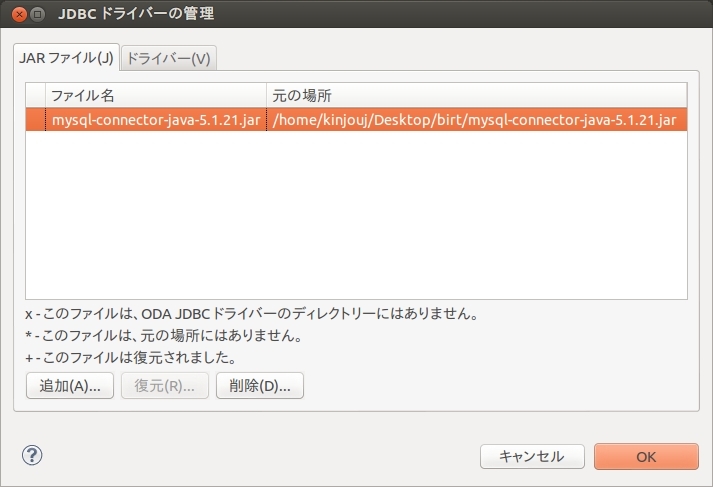 JDBC ドライバーの管理
JAR ファイル(J) ドライバー(V)
ファイル名 元の場所
mysql-connector-java-5.1.21.jar /home/kinjouj/Desktop/birt/mysql-connector-java-5.1.21.jar
x - このファイルは、ODA JDBC ドライバーのディレクトリーにはありません。
* - このファイルは、元の場所にはありません。
+ - このファイルは復元されました。
追加(A)... 復元(R)... 削除(D)...
? キャンセル OK